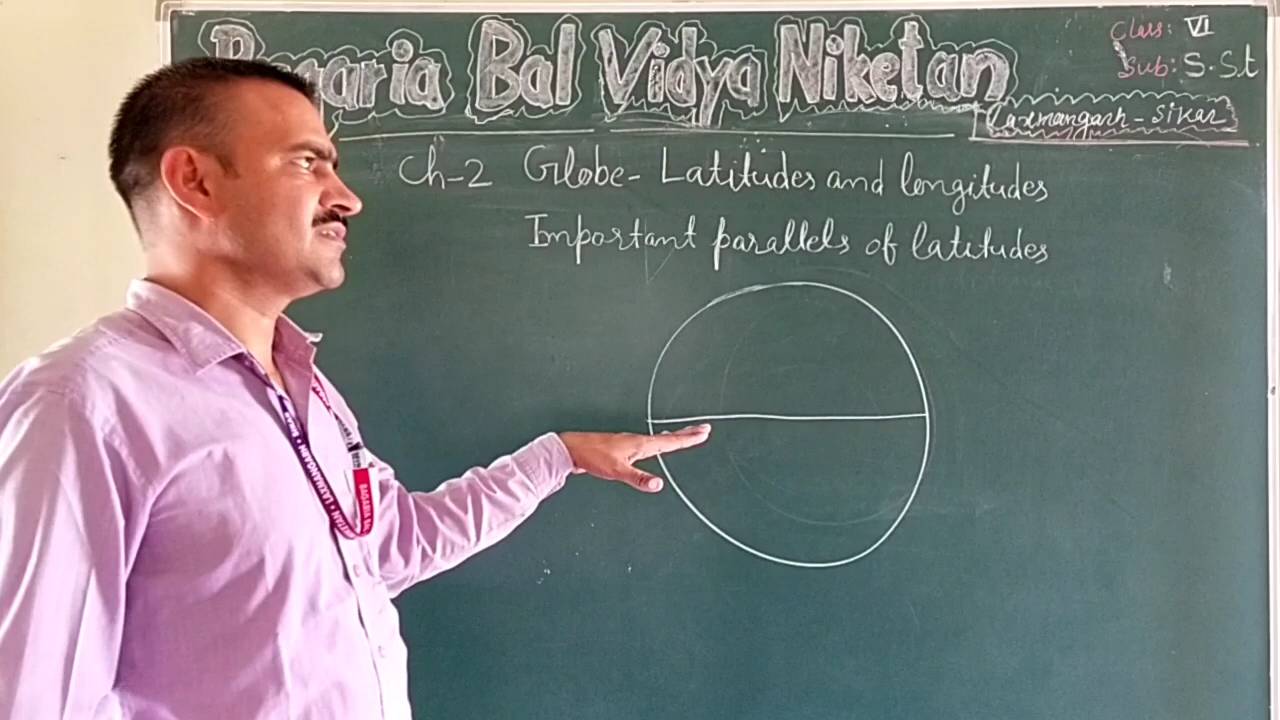 Bal Vidya Niketan
Class: VI
Sub: S.St
Laxmangarh - Sikar
Ch-2 Globe- Latitudes and longitudes
Important parallels of latitudes
LAXMANGARH